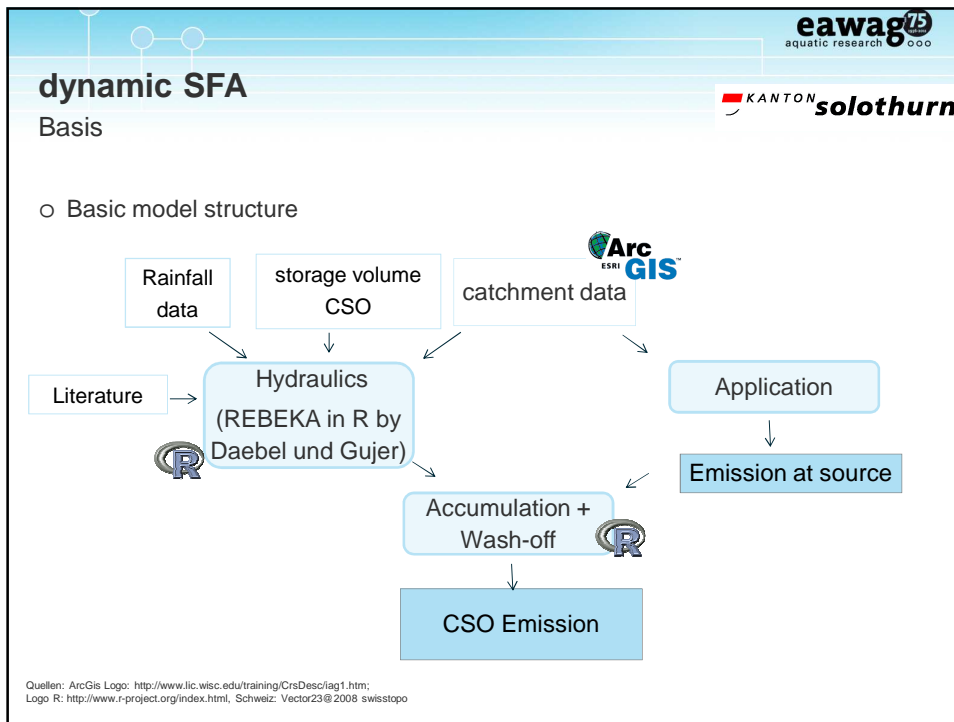 eawag 75
aquatic research ooo
dynamic SFA
Basis
KANTON solothurn
o Basic model structure
Arc
ESRI GIS™
Rainfall
data
storage volume
CSO
catchment data
Literature
Hydraulics
(REBEKA in R by
Daebel und Gujer)
R
Application
Emission at source
Accumulation +
Wash-off
R
CSO Emission
Quellen: ArcGis Logo: http://www.lic.wisc.edu/training/CrsDesc/iag1.htm;
Logo R: http://www.r-project.org/index.html, Schweiz: Vector23@2008 swisstopo